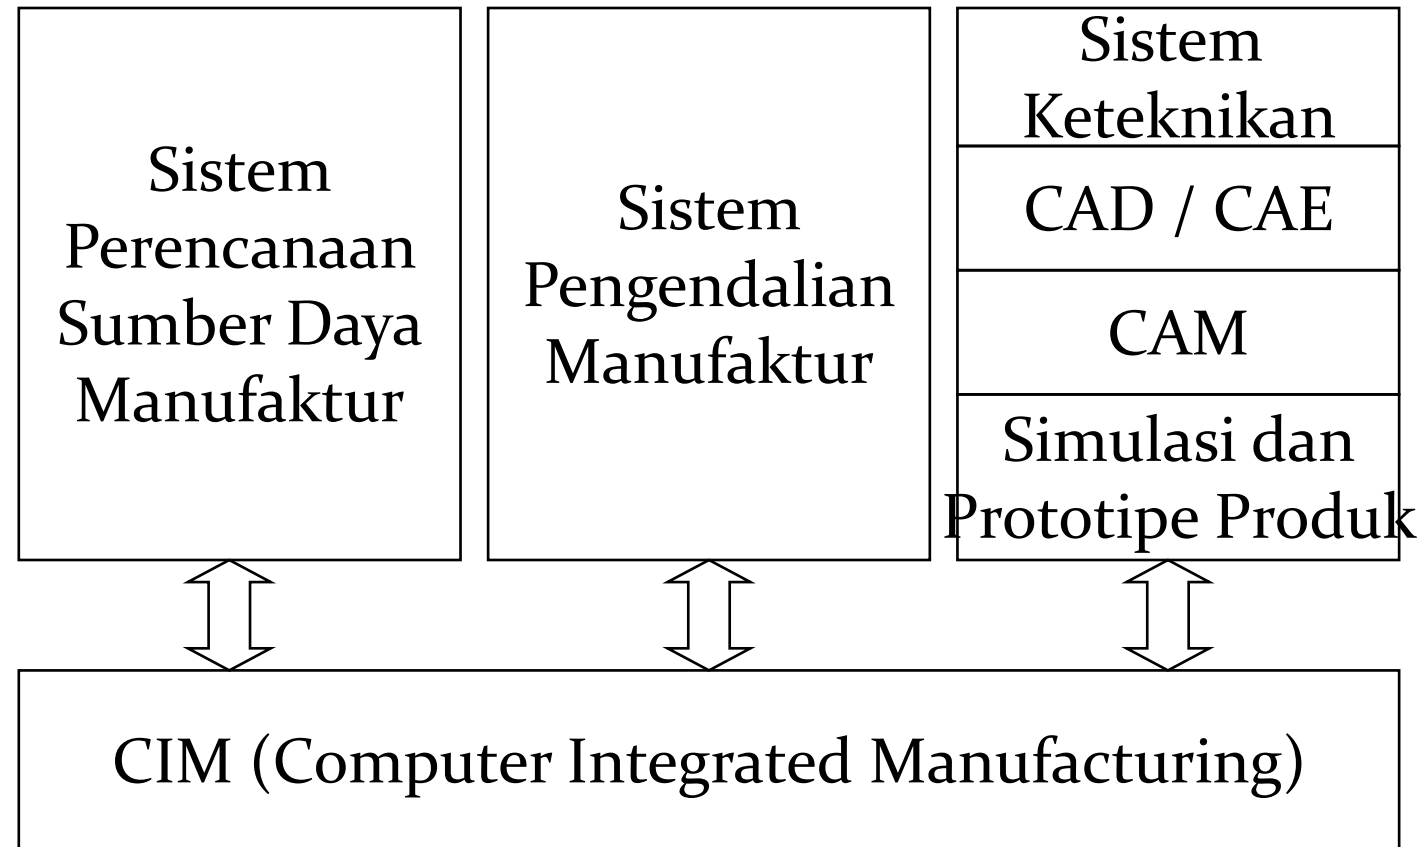 Sistem
Perencanaan
Sumber Daya
Manufaktur
Sistem
Pengendalian
Manufaktur
Sistem
Keteknikan
CAD / CAE
CAM
Simulasi dan
Prototipe Produk
CIM (Computer Integrated Manufacturing)